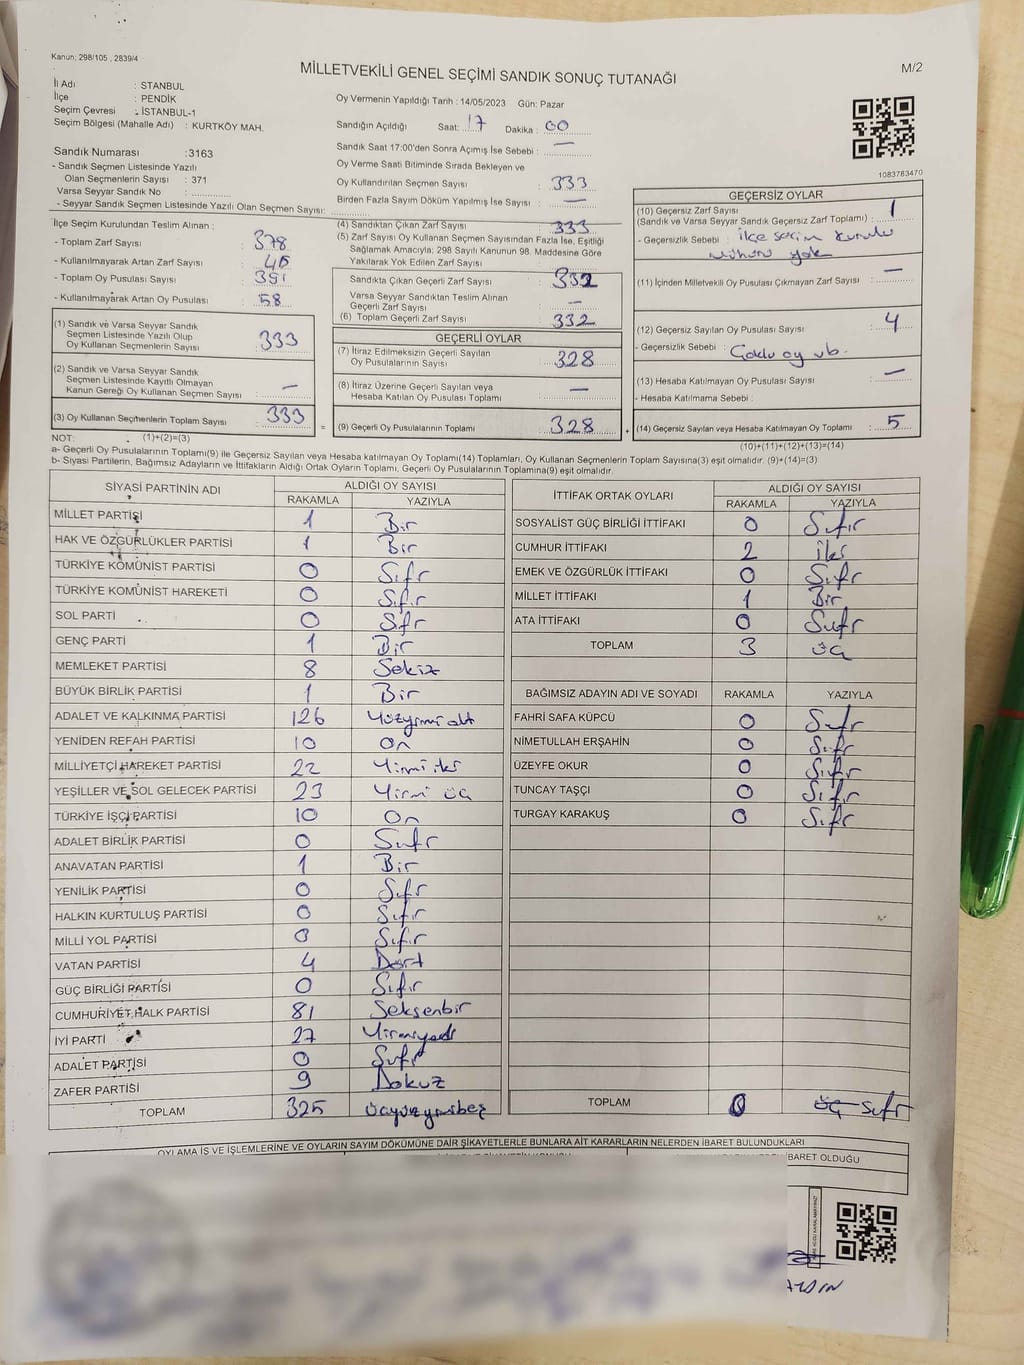 Kanun; 298/105 , 2839/4
MİLLETVEKİLİ GENEL SEÇİMİ SANDIK SONUÇ TUTANAĞI
M/2
İl Adı : STANBUL
İlçe : PENDİK
Seçim Çevresi : İSTANBUL-1
Seçim Bölgesi (Mahalle Adı) : KURTKÖY MAH.
Sandık Numarası :3163
- Sandık Seçmen Listesinde Yazılı
Olan Seçmenlerin Sayısı : 371
Varsa Seyyar Sandık No :
- Seyyar Sandık Seçmen Listesinde Yazılı Olan Seçmen Sayısı:
Oy Vermenin Yapıldığı Tarih : 14/05/2023 Gün: Pazar
Sandığın Açıldığı Saat: 17 Dakika : 00
Sandık Saat 17:00'den Sonra Açımış İse Sebebi : —
Oy Verme Saati Bitiminde Sırada Bekleyen ve
Oy Kullandırılan Seçmen Sayısı : 333
Birden Fazla Sayım Döküm Yapılmış İse Sayısı : —
1083783470
İlçe Seçim Kurulundan Teslim Alınan :
- Toplam Zarf Sayısı : 378
- Kullanılmayarak Artan Zarf Sayısı : 45
- Toplam Oy Pusulası Sayısı : 391
- Kullanılmayarak Artan Oy Pusulası : 58
(1) Sandık ve Varsa Seyyar Sandık
Seçmen Listesinde Yazılı Olup
Oy Kullanan Seçmenlerin Sayısı : 333
(2) Sandık ve Varsa Seyyar Sandık
Seçmen Listesinde Kayıtlı Olmayan
Kanun Gereği Oy Kullanan Seçmen Sayısı : —
(3) Oy Kullanan Seçmenlerin Toplam Sayısı : 333
(4) Sandıktan Çıkan Zarf Sayısı : 333
(5) Zarf Sayısı Oy Kullanan Seçmen Sayısından Fazla İse, Eşitliği
Sağlamak Amacıyla; 298 Sayılı Kanunun 98. Maddesine Göre
Yakılarak Yok Edilen Zarf Sayısı :
Sandıkta Çıkan Geçerli Zarf Sayısı : 332
Varsa Seyyar Sandıktan Teslim Alınan
Geçerli Zarf Sayısı : —
(6) Toplam Geçerli Zarf Sayısı : 332
GEÇERLİ OYLAR
(7) İtiraz Edilmeksizin Geçerli Sayılan
Oy Pusulalarının Sayısı : 328
(8) İtiraz Üzerine Geçerli Sayılan veya
Hesaba Katılan Oy Pusulası Toplamı : —
(9) Geçerli Oy Pusulalarının Toplamı : 328
GEÇERSİZ OYLAR
(10) Geçersiz Zarf Sayısı
(Sandık ve Varsa Seyyar Sandık Geçersiz Zarf Toplamı) : 1
- Geçersizlik Sebebi : ilçe seçim kurulu
mührü yok
(11) İçinden Milletvekili Oy Pusulası Çıkmayan Zarf Sayısı : —
(12) Geçersiz Sayılan Oy Pusulası Sayısı : 4
- Geçersizlik Sebebi : Çoklu oy vb.
(13) Hesaba Katılmayan Oy Pusulası Sayısı : —
- Hesaba Katılmama Sebebi :
(14) Geçersiz Sayılan veya Hesaba Katılmayan Oy Toplamı : 5
NOT: (1)+(2)=(3)
(10)+(11)+(12)+(13)=(14)
a- Geçerli Oy Pusulalarının Toplamı(9) ile Geçersiz Sayılan veya Hesaba katılmayan Oy Toplamı(14) Toplamları, Oy Kullanan Seçmenlerin Toplam Sayısına(3) eşit olmalıdır. (9)+(14)=(3)
b- Siyasi Partilerin, Bağımsız Adayların ve İttifakların Aldığı Ortak Oyların Toplamı, Geçerli Oy Pusulalarının Toplamına(9) eşit olmalıdır.
SİYASİ PARTİNİN ADI ALDIĞI OY SAYISI
RAKAMLA YAZIYLA
MİLLET PARTİSİ 1 Bir
HAK VE ÖZGÜRLÜKLER PARTİSİ 1 Bir
TÜRKİYE KOMÜNİST PARTİSİ 0 Sıfır
TÜRKİYE KOMÜNİST HAREKETİ 0 Sıfır
SOL PARTİ 0 Sıfır
GENÇ PARTİ 1 Bir
MEMLEKET PARTİSİ 8 Sekiz
BÜYÜK BİRLİK PARTİSİ 1 Bir
ADALET VE KALKINMA PARTİSİ 126 Yüzyirmi altı
YENİDEN REFAH PARTİSİ 10 On
MİLLİYETÇİ HAREKET PARTİSİ 22 Yirmi iki
YEŞİLLER VE SOL GELECEK PARTİSİ 23 Yirmi üç
TÜRKİYE İŞÇİ PARTİSİ 10 On
ADALET BİRLİK PARTİSİ 0 Sıfır
ANAVATAN PARTİSİ 1 Bir
YENİLİK PARTİSİ 0 Sıfır
HALKIN KURTULUŞ PARTİSİ 0 Sıfır
MİLLİ YOL PARTİSİ 0 Sıfır
VATAN PARTİSİ 4 Dört
GÜÇ BİRLİĞİ PARTİSİ 0 Sıfır
CUMHURİYET HALK PARTİSİ 81 Seksenbir
İYİ PARTİ 27 Yirmiyedi
ADALET PARTİSİ 0 Sıfır
ZAFER PARTİSİ 9 Dokuz
TOPLAM 325 üçyüzyirmibeş
İTTİFAK ORTAK OYLARI ALDIĞI OY SAYISI
RAKAMLA YAZIYLA
SOSYALİST GÜÇ BİRLİĞİ İTTİFAKI 0 Sıfır
CUMHUR İTTİFAKI 2 iki
EMEK VE ÖZGÜRLÜK İTTİFAKI 0 Sıfır
MİLLET İTTİFAKI 1 Bir
ATA İTTİFAKI 0 Sıfır
TOPLAM 3 üç
BAĞIMSIZ ADAYIN ADI VE SOYADI RAKAMLA YAZIYLA
FAHRİ SAFA KÜPCÜ 0 Sıfır
NİMETULLAH ERŞAHİN 0 Sıfır
ÜZEYFE OKUR 0 Sıfır
TUNCAY TAŞÇI 0 Sıfır
TURGAY KARAKUŞ 0 Sıfır
TOPLAM 0 üç sıfır
OYLAMA İŞ VE İŞLEMLERİNE VE OYLARIN SAYIM DÖKÜMÜNE DAİR ŞİKAYETLERLE BUNLARA AİT KARARLARIN NELERDEN İBARET BULUNDUKLARI
İBARET OLDUĞU